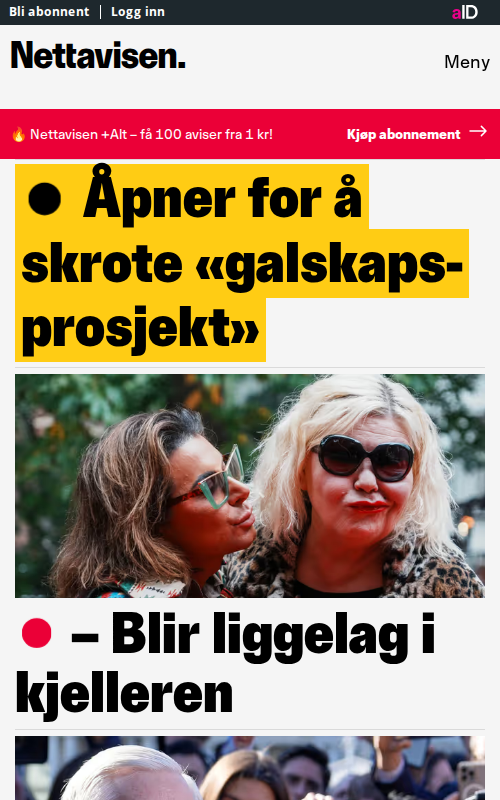 Bli abonnent | Logg inn
aID
Nettavisen.
Meny
🔥 Nettavisen +Alt – få 100 aviser fra 1 kr!
Kjøp abonnement →
Åpner for å
skrote «galskaps-
prosjekt»
– Blir liggelag i
kjelleren